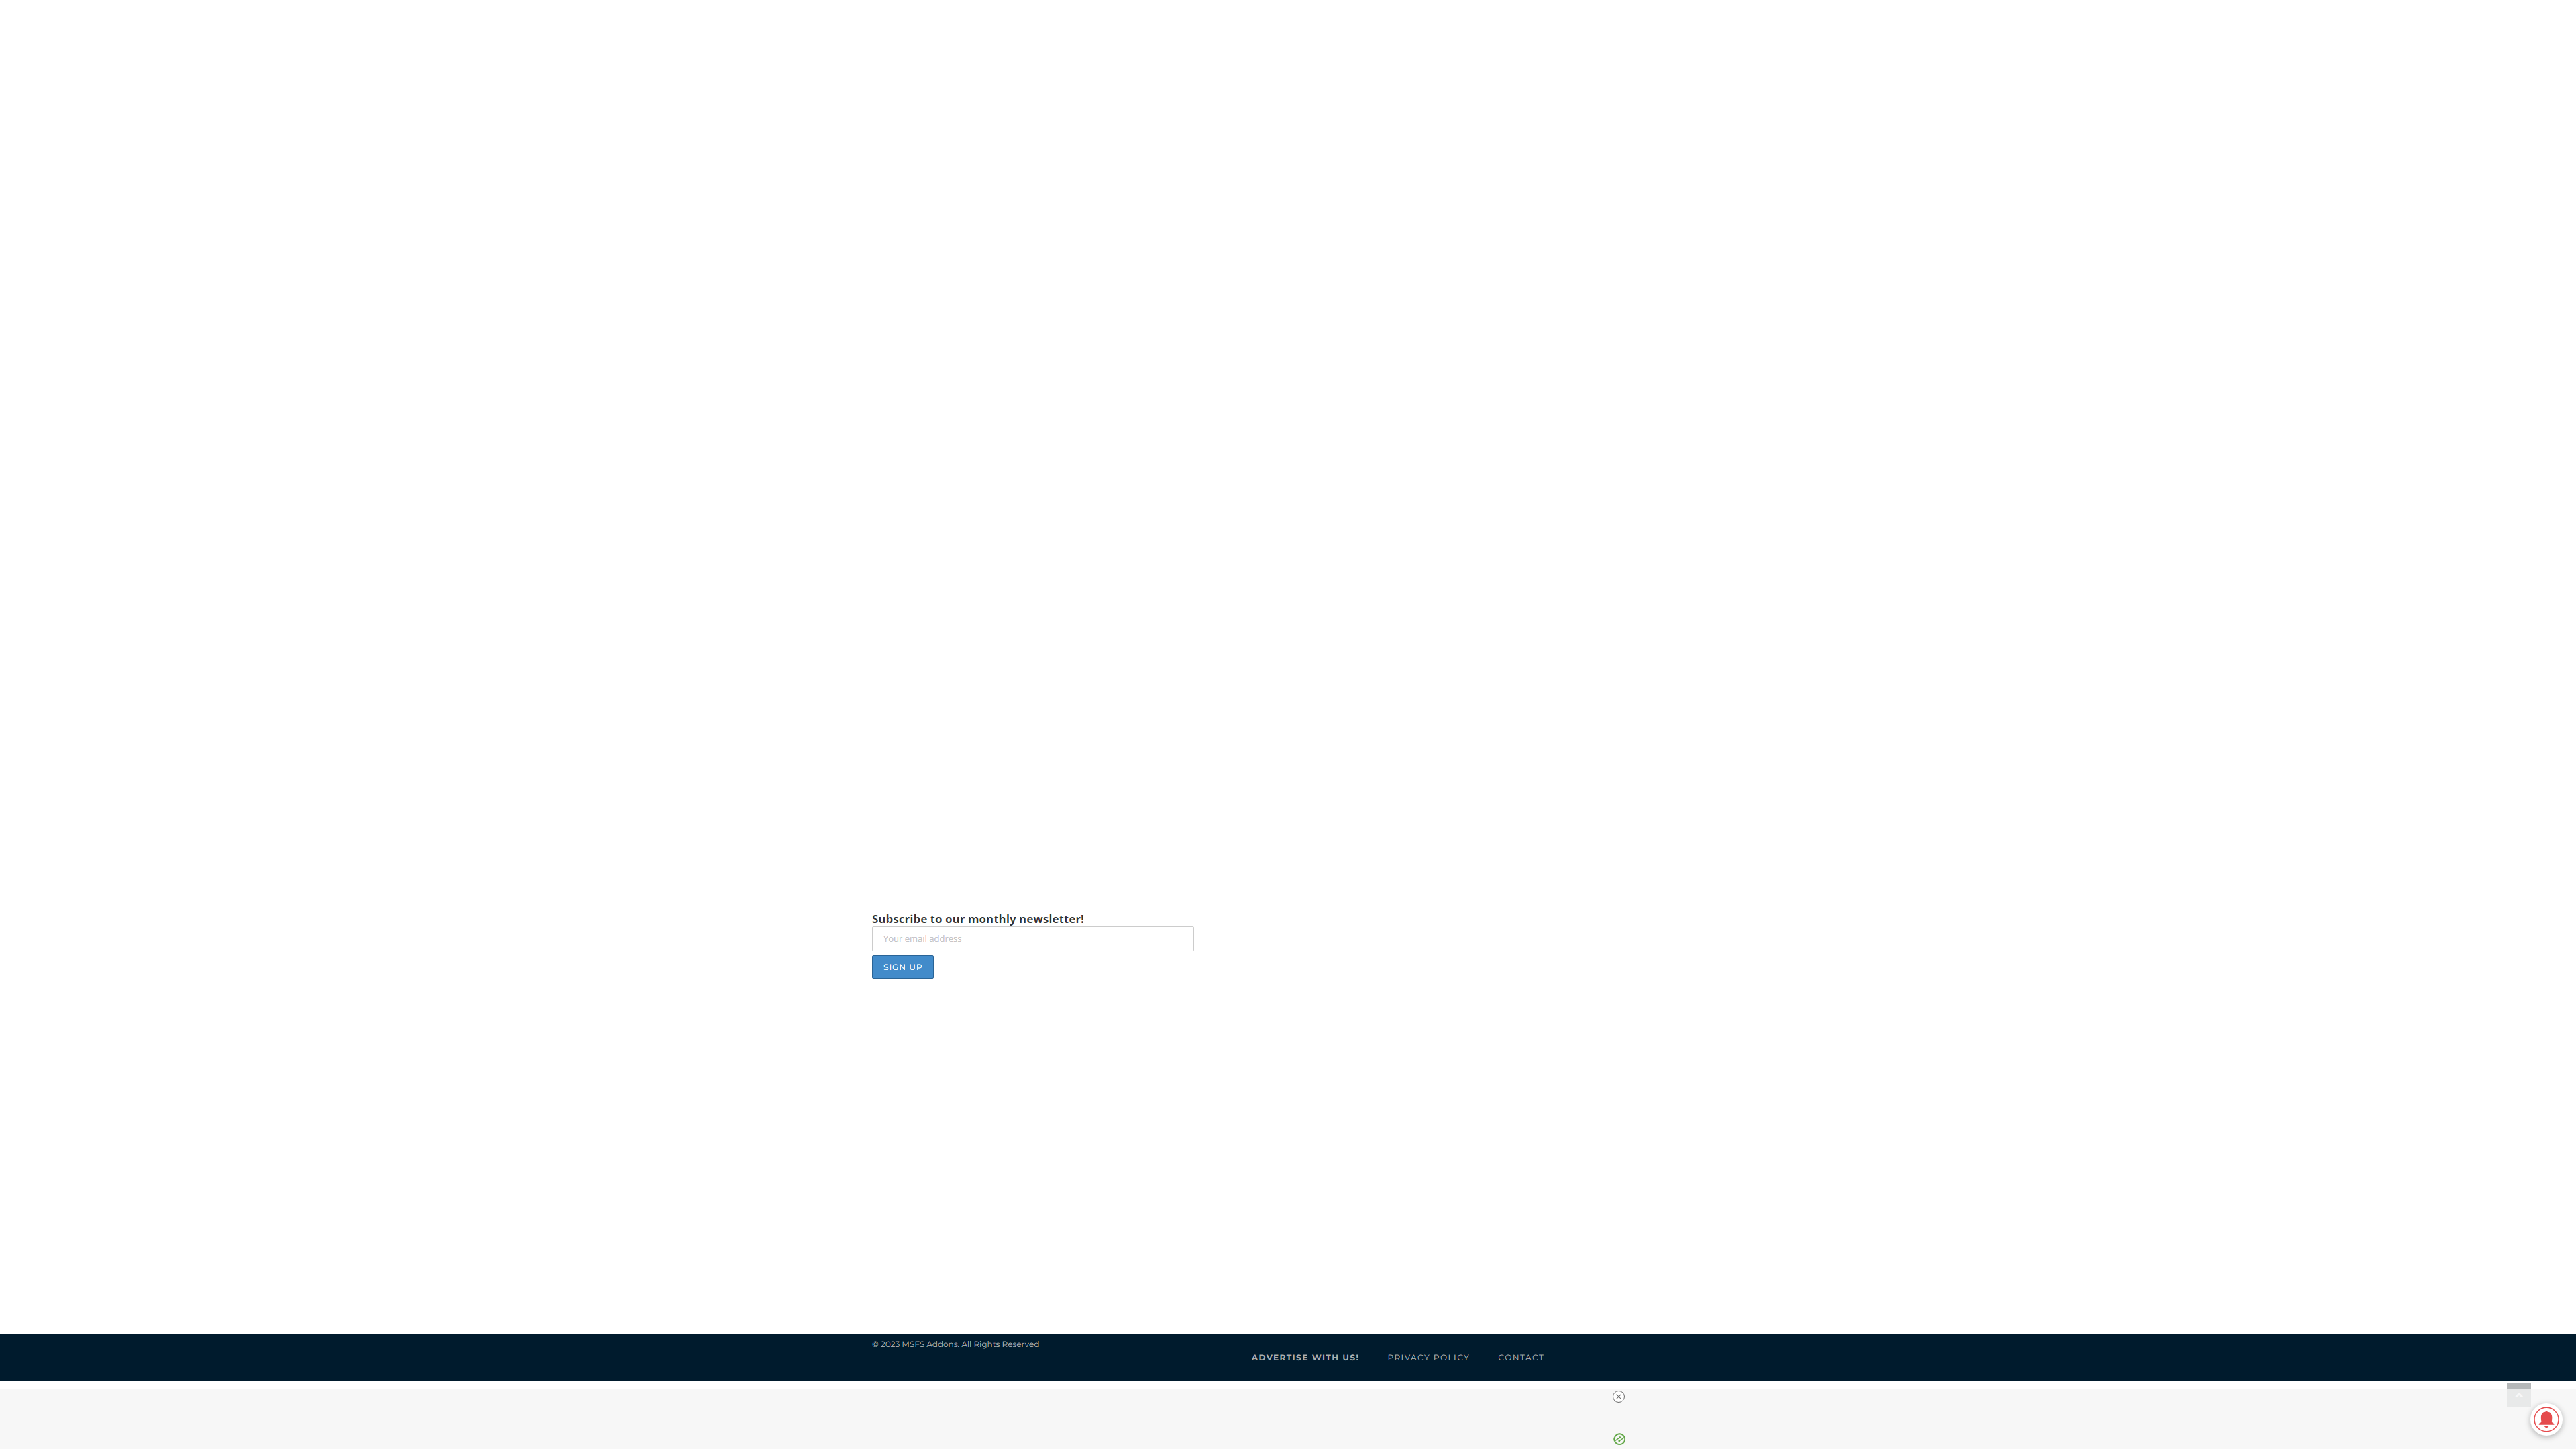 Subscribe to our monthly newsletter!
Your email address
SIGN UP
© 2023 MSFS Addons. All Rights Reserved
ADVERTISE WITH US! PRIVACY POLICY CONTACT